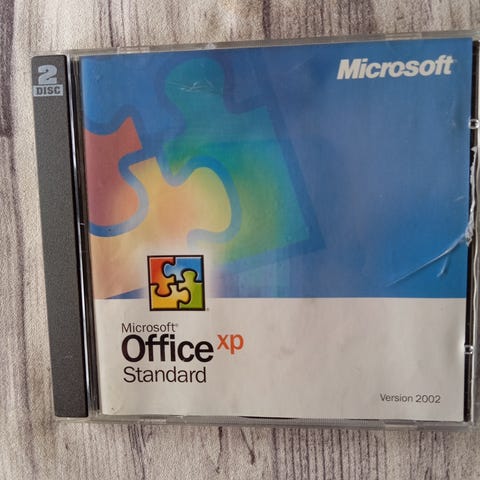 2
DISC
Microsoft
Microsoft®
Office xp
Standard
Version 2002